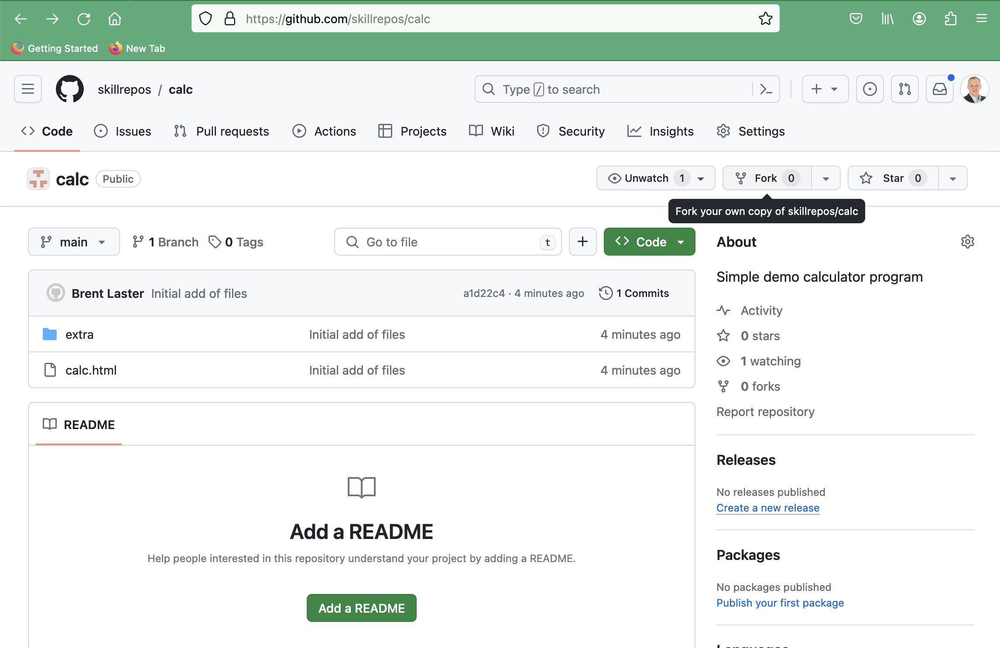 https://github.com/skillrepos/calc
Getting Started New Tab
skillrepos / calc Type / to search
Code Issues Pull requests Actions Projects Wiki Security Insights Settings
calc Public Unwatch 1 Fork 0 Star 0
Fork your own copy of skillrepos/calc
main 1 Branch 0 Tags Go to file t + Code
Brent Laster Initial add of files a1d22c4 · 4 minutes ago 1 Commits
extra Initial add of files 4 minutes ago
calc.html Initial add of files 4 minutes ago
README
Add a README
Help people interested in this repository understand your project by adding a README.
Add a README
About
Simple demo calculator program
Activity
0 stars
1 watching
0 forks
Report repository
Releases
No releases published
Create a new release
Packages
No packages published
Publish your first package